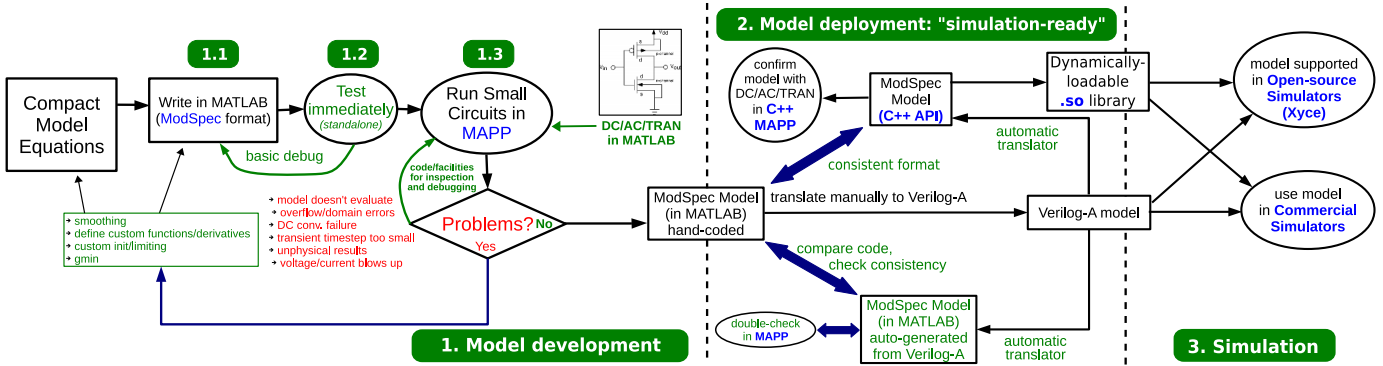 1.1
1.2
1.3
2. Model deployment: "simulation-ready"
Compact
Model
Equations
Write in MATLAB
(ModSpec format)
Test
immediately
(standalone)
basic debug
Run Small
Circuits in
MAPP
DC/AC/TRAN
in MATLAB
code/facilities
for inspection
and debugging
Problems?
No
Yes
model doesn't evaluate
overflow/domain errors
DC conv. failure
transient timestep too small
unphysical results
voltage/current blows up
smoothing
define custom functions/derivatives
custom init/limiting
gmin
1. Model development
ModSpec Model
(in MATLAB)
hand-coded
confirm
model with
DC/AC/TRAN
in C++
MAPP
ModSpec
Model
(C++ API)
Dynamically-
loadable
.so library
automatic
translator
consistent format
translate manually to Verilog-A
Verilog-A model
compare code,
check consistency
double-check
in MAPP
ModSpec Model
(in MATLAB)
auto-generated
from Verilog-A
automatic
translator
model supported
in Open-source
Simulators
(Xyce)
use model
in Commercial
Simulators
3. Simulation